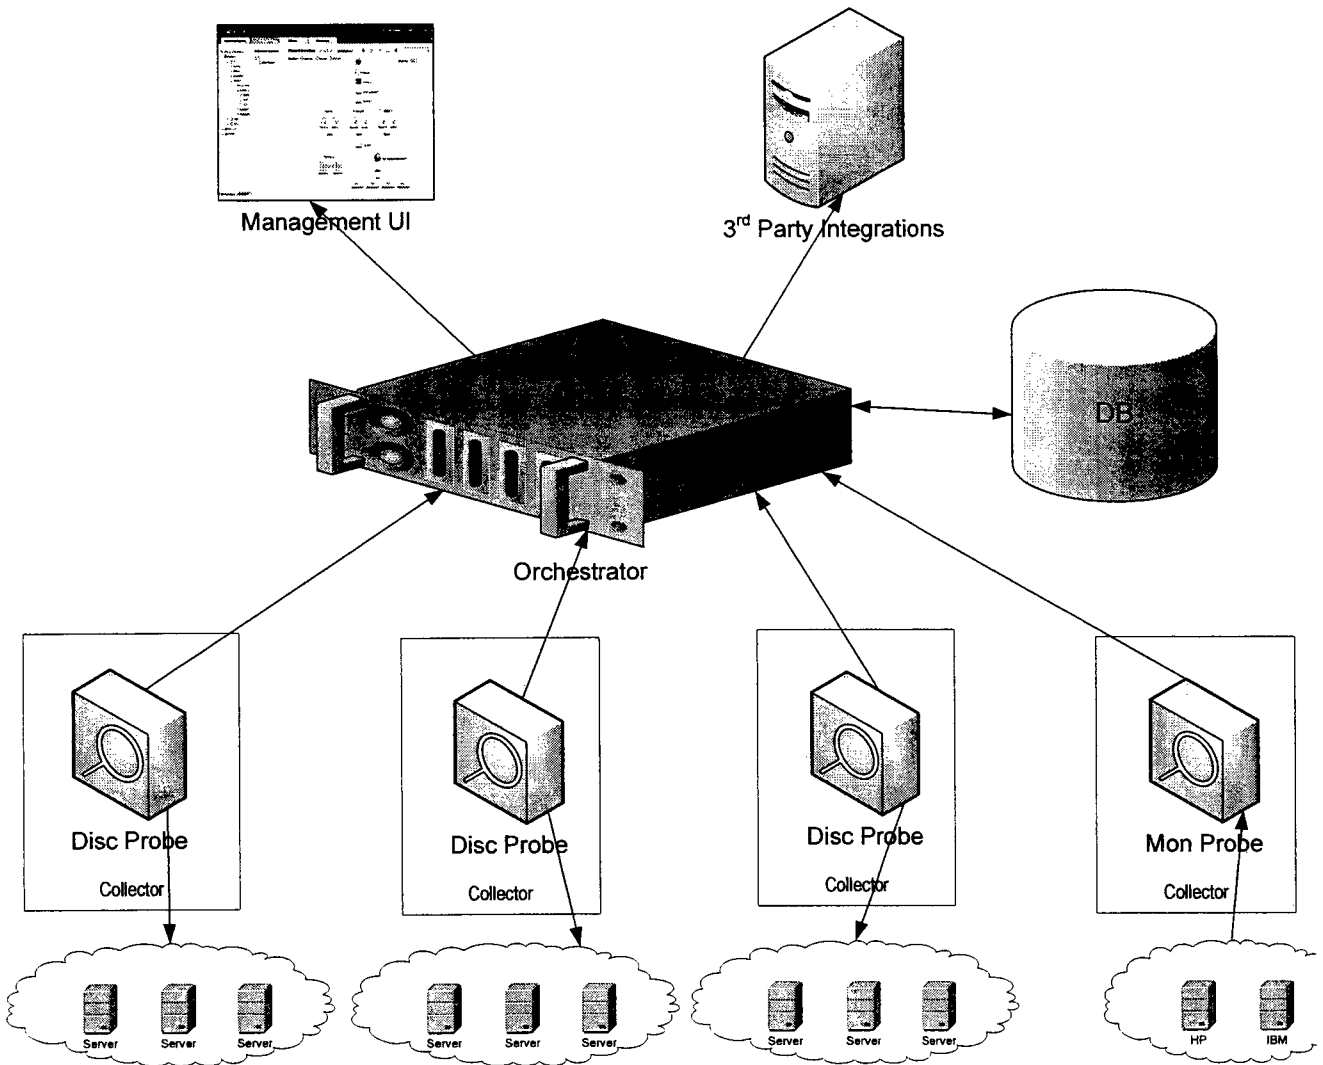 Management UI
3rd Party Integrations
DB
Orchestrator
Disc Probe
Collector
Disc Probe
Collector
Disc Probe
Collector
Mon Probe
Collector
Server Server Server
Server Server Server
Server Server Server
HP IBM